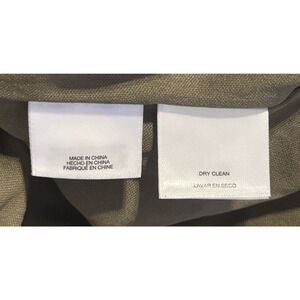 MADE IN CHINA
HECHO EN CHINA
FABRIQUÉ EN CHINE
DRY CLEAN
LAVAR EN SECO